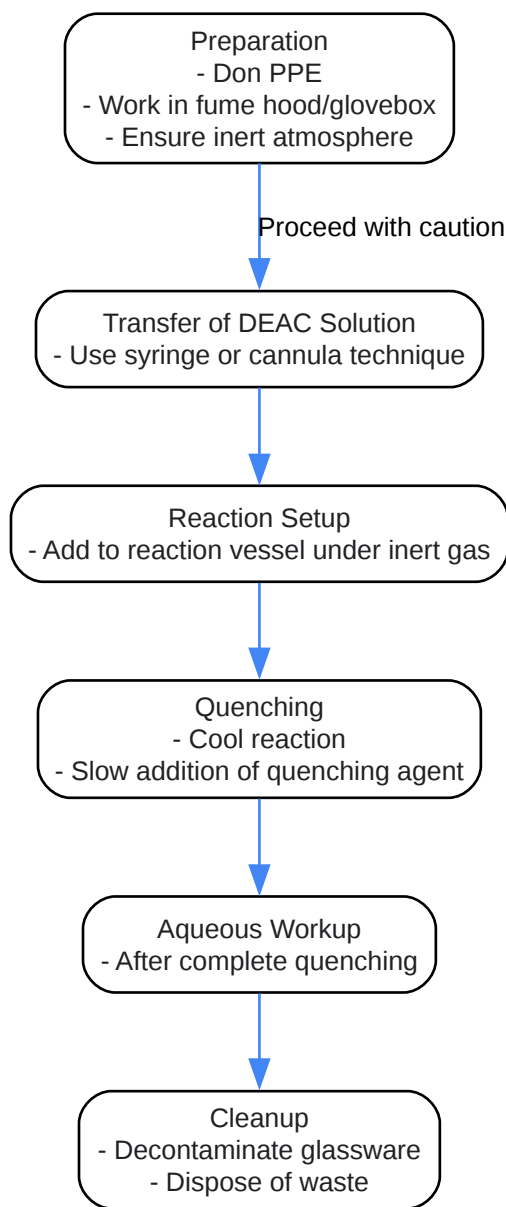 Preparation
- Don PPE
- Work in fume hood/glovebox
- Ensure inert atmosphere
Proceed with caution
Transfer of DEAC Solution
- Use syringe or cannula technique
Reaction Setup
- Add to reaction vessel under inert gas
Quenching
- Cool reaction
- Slow addition of quenching agent
Aqueous Workup
- After complete quenching
Cleanup
- Decontaminate glassware
- Dispose of waste